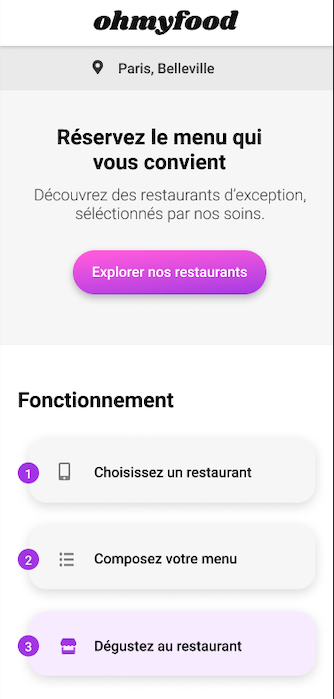 ohmyfood
Paris, Belleville
Réservez le menu qui
vous convient
Découvrez des restaurants d'exception,
séléctionnés par nos soins.
Explorer nos restaurants
Fonctionnement
1 Choisissez un restaurant
2 Composez votre menu
3 Dégustez au restaurant